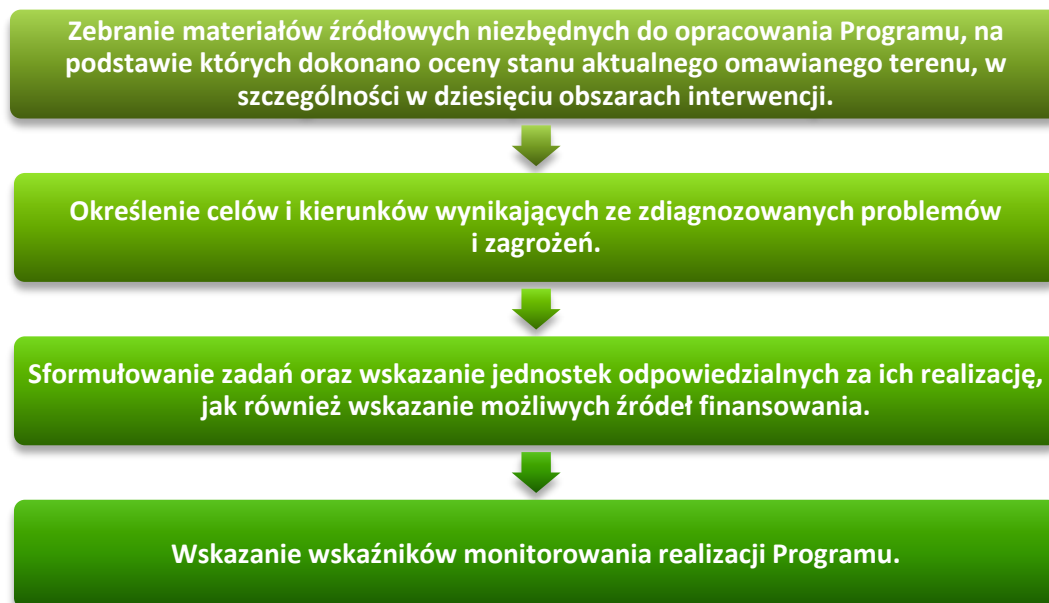 Zebranie materiałów źródłowych niezbędnych do opracowania Programu, na
podstawie których dokonano oceny stanu aktualnego omawianego terenu, w
szczególności w dziesięciu obszarach interwencji.
Określenie celów i kierunków wynikających ze zdiagnozowanych problemów
i zagrożeń.
Sformułowanie zadań oraz wskazanie jednostek odpowiedzialnych za ich realizację,
jak również wskazanie możliwych źródeł finansowania.
Wskazanie wskaźników monitorowania realizacji Programu.